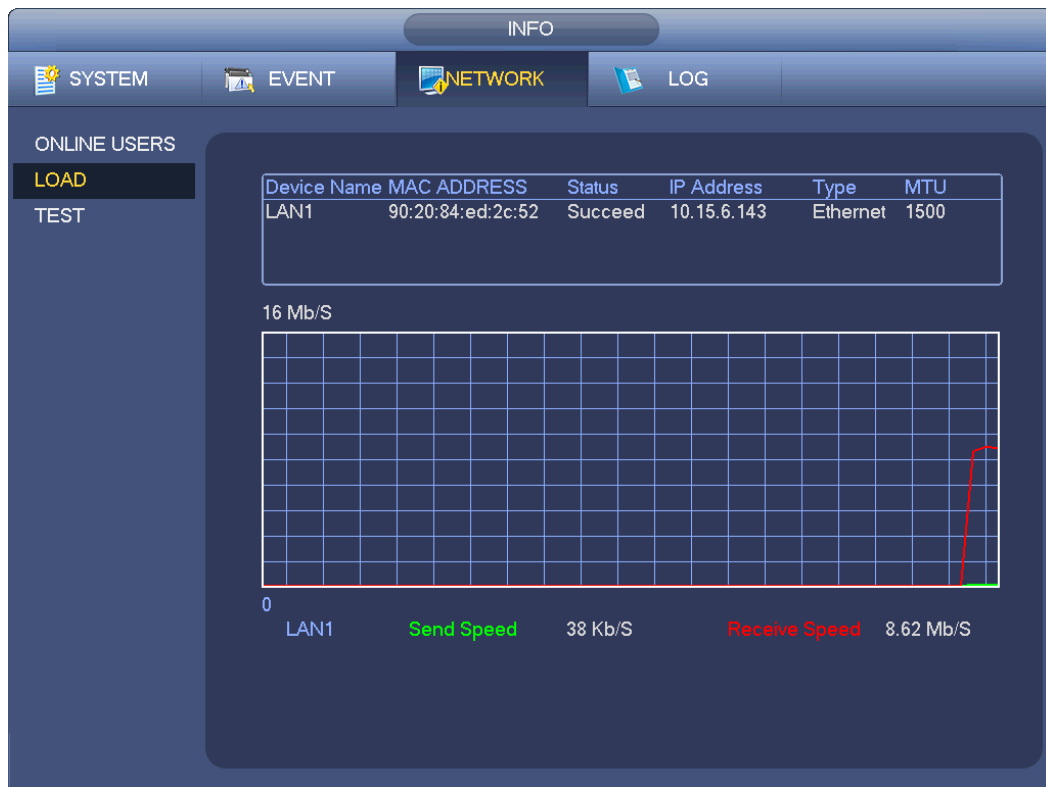 INFO
SYSTEM EVENT NETWORK LOG
ONLINE USERS
LOAD
TEST
Device Name MAC ADDRESS Status IP Address Type MTU
LAN1 90:20:84:ed:2c:52 Succeed 10.15.6.143 Ethernet 1500
16 Mb/S
0
LAN1 Send Speed 38 Kb/S Receive Speed 8.62 Mb/S